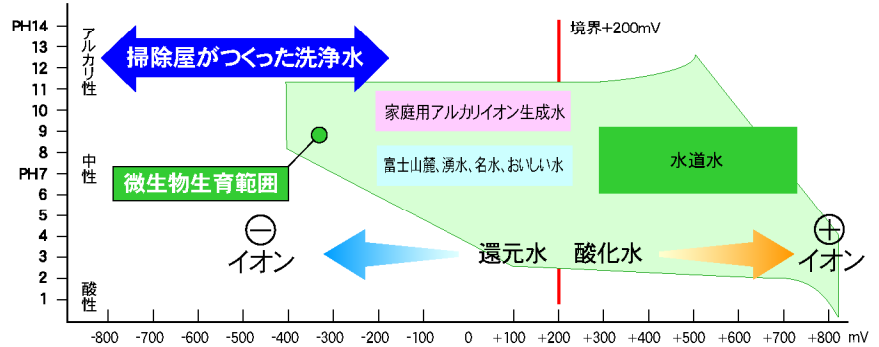 PH14
13
12
11
10
9
8
PH7
6
5
4
3
2
1
アルカリ性
中性
酸性
掃除屋がつくった洗浄水
境界+200mV
家庭用アルカリイオン生成水
富士山麓、湧水、名水、おいしい水
水道水
微生物生育範囲
−
イオン
還元水
酸化水
+
イオン
-800 -700 -600 -500 -400 -300 -200 -100 0 +100 +200 +300 +400 +500 +600 +700 +800 mV